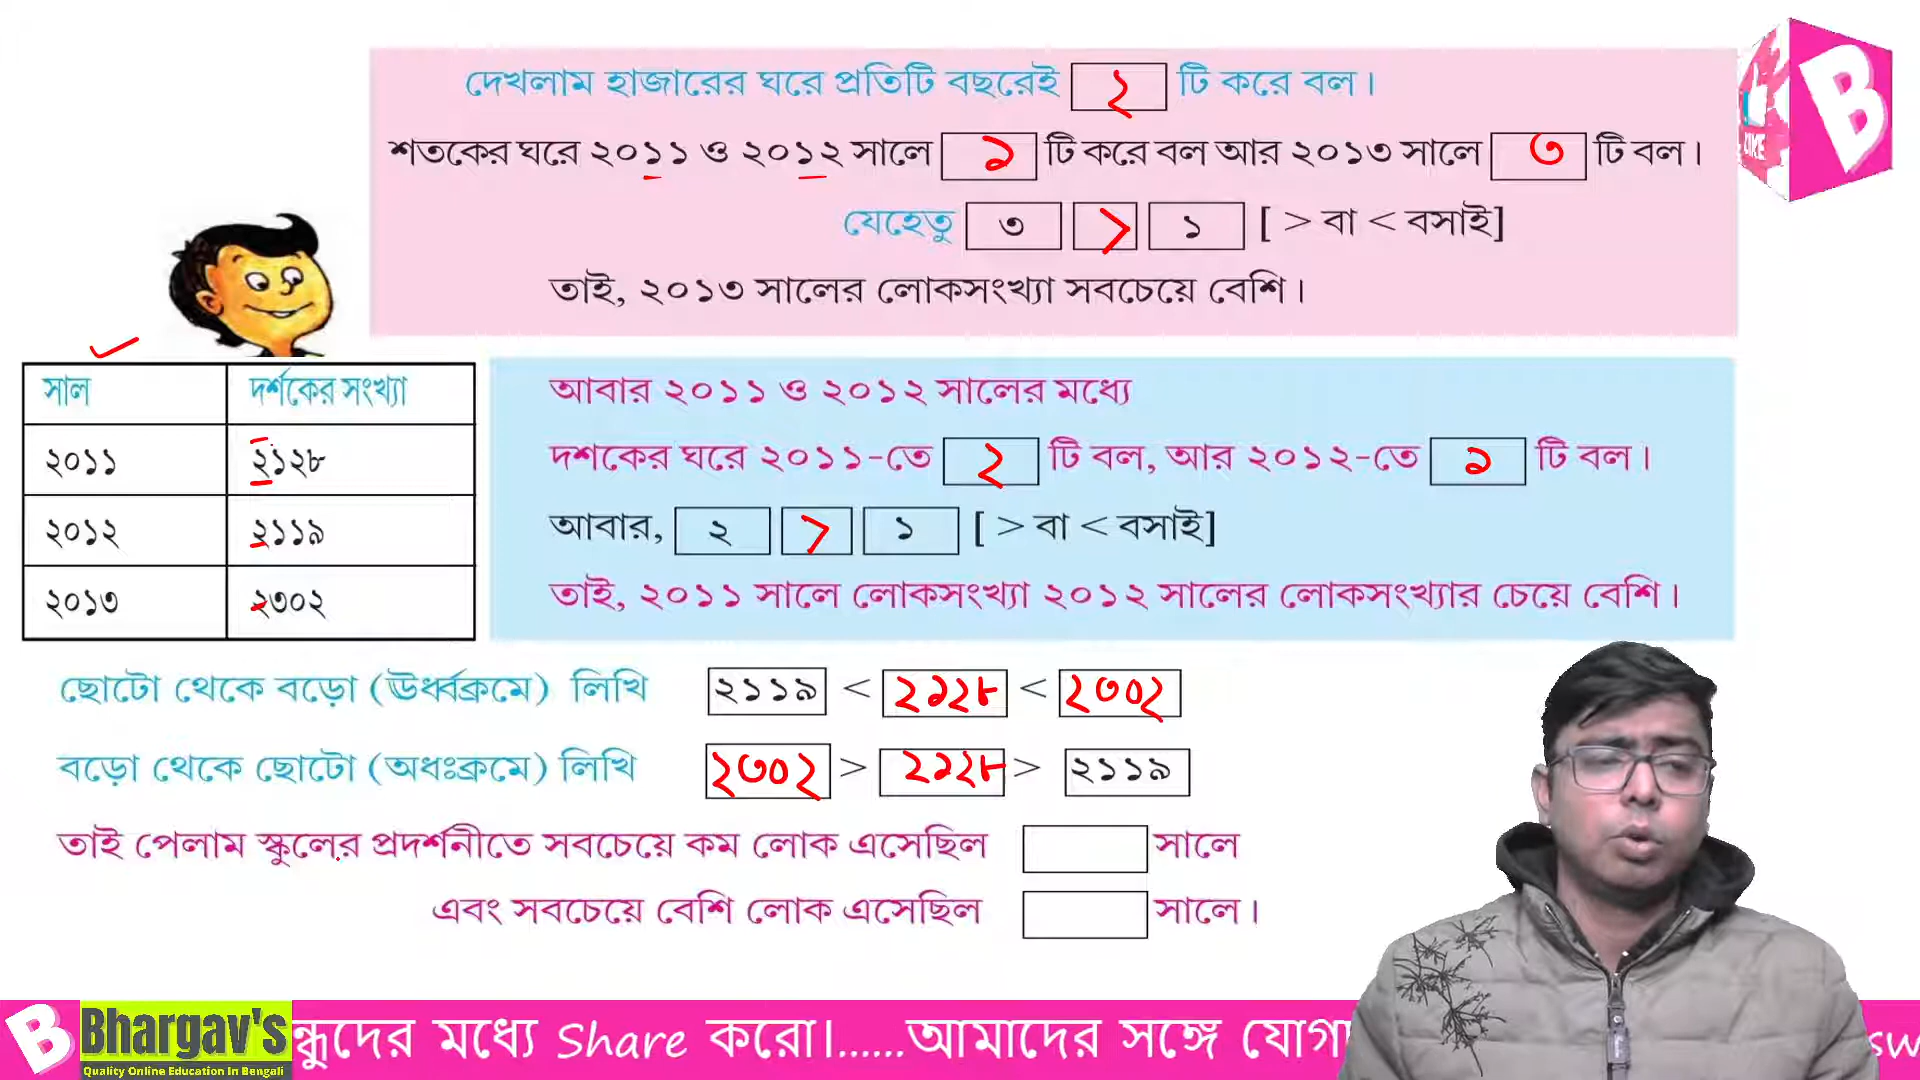 দেখলাম হাজারের ঘরে প্রতিটি বছরেই ২ টি করে বল।
শতকের ঘরে ২০১১ ও ২০১২ সালে ১ টি করে বল আর ২০১৩ সালে ৩ টি বল।
যেহেতু ৩ > ১ [ > বা < বসাই]
তাই, ২০১৩ সালের লোকসংখ্যা সবচেয়ে বেশি।
সাল দর্শকের সংখ্যা
২০১১ ২১২৮
২০১২ ২১১৯
২০১৩ ২৩০২
আবার ২০১১ ও ২০১২ সালের মধ্যে
দশকের ঘরে ২০১১-তে ২ টি বল, আর ২০১২-তে ১ টি বল।
আবার, ২ > ১ [ > বা < বসাই]
তাই, ২০১১ সালে লোকসংখ্যা ২০১২ সালের লোকসংখ্যার চেয়ে বেশি।
ছোটো থেকে বড়ো (ঊর্ধ্বক্রমে) লিখি ২১১৯ < ২১২৮ < ২৩০২
বড়ো থেকে ছোটো (অধঃক্রমে) লিখি ২৩০২ > ২১২৮ > ২১১৯
তাই পেলাম স্কুলের প্রদর্শনীতে সবচেয়ে কম লোক এসেছিল সালে
এবং সবচেয়ে বেশি লোক এসেছিল সালে।
B
LIKE
B Bhargav's
Quality Online Education In Bengali
ন্ধুদের মধ্যে Share করো।......আমাদের সঙ্গে যোগা